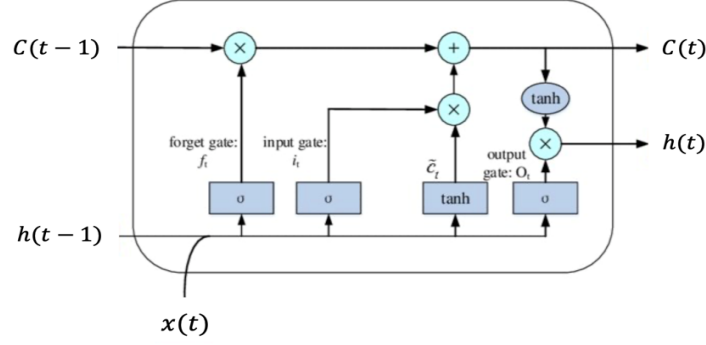 C(t−1)
×
+
C(t)
tanh
×
×
h(t)
forget gate:
fₜ
input gate:
iₜ
c̃ₜ
output
gate: Oₜ
σ
σ
tanh
σ
h(t−1)
x(t)